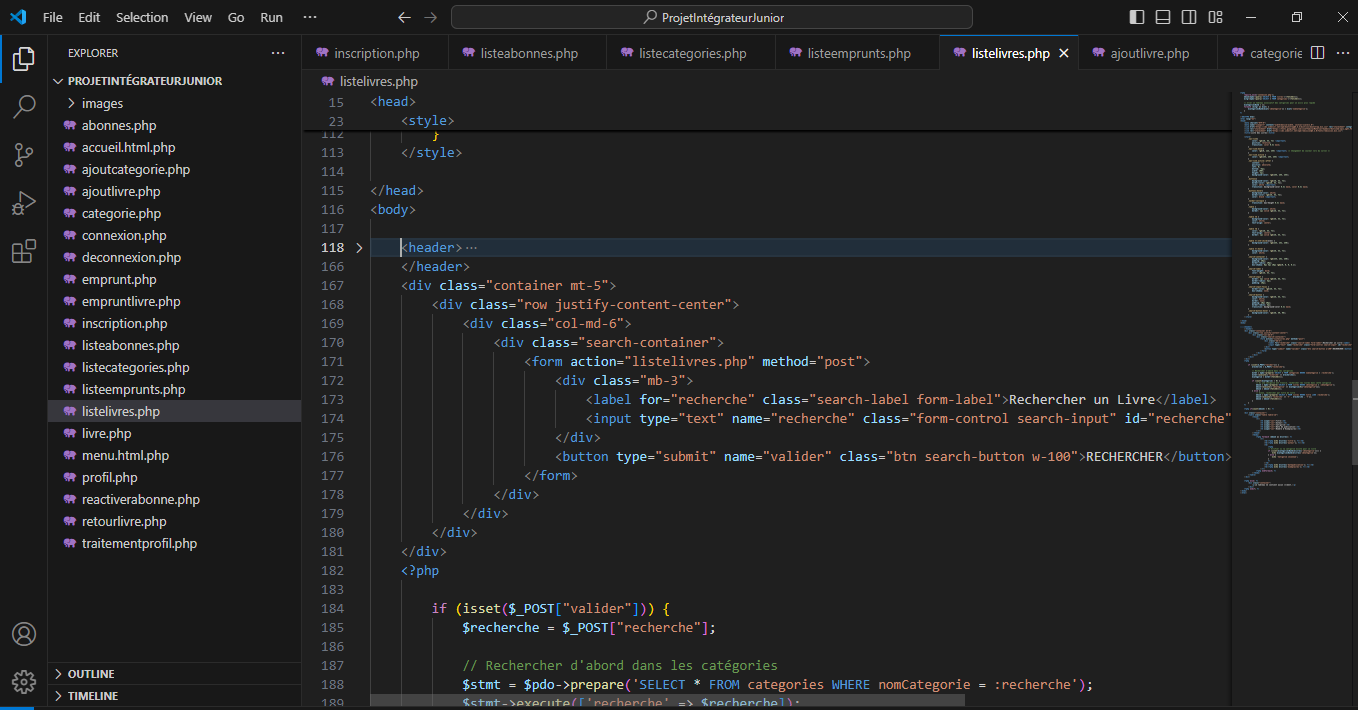 File Edit Selection View Go Run ···
ProjetIntégrateurJunior
EXPLORER ···
PROJETINTÉGRATEURJUNIOR
images
abonnes.php
accueil.html.php
ajoutcategorie.php
ajoutlivre.php
categorie.php
connexion.php
deconnexion.php
emprunt.php
empruntlivre.php
inscription.php
listeabonnes.php
listecategories.php
listeemprunts.php
listelivres.php
livre.php
menu.html.php
profil.php
reactiverabonne.php
retourlivre.php
traitementprofil.php
OUTLINE
TIMELINE
inscription.php listeabonnes.php listecategories.php listeemprunts.php listelivres.php ajoutlivre.php categorie
listelivres.php
15 <head>
23 <style>
112 }
113 </style>
114
115 </head>
116 <body>
117
118 <header> ···
166 </header>
167 <div class="container mt-5">
168 <div class="row justify-content-center">
169 <div class="col-md-6">
170 <div class="search-container">
171 <form action="listelivres.php" method="post">
172 <div class="mb-3">
173 <label for="recherche" class="search-label form-label">Rechercher un Livre</label>
174 <input type="text" name="recherche" class="form-control search-input" id="recherche"
175 </div>
176 <button type="submit" name="valider" class="btn search-button w-100">RECHERCHER</button>
177 </form>
178 </div>
179 </div>
180 </div>
181 </div>
182 <?php
183
184 if (isset($_POST["valider"])) {
185 $recherche = $_POST["recherche"];
186
187 // Rechercher d'abord dans les catégories
188 $stmt = $pdo->prepare('SELECT * FROM categories WHERE nomCategorie = :recherche');
189 $stmt->execute(['recherche' => $recherche]);